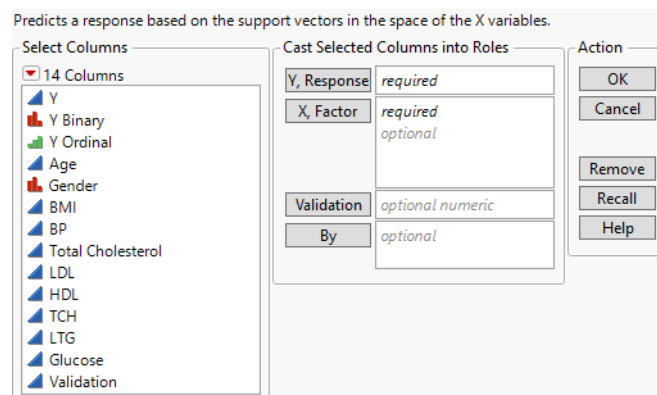 Predicts a response based on the support vectors in the space of the X variables.
Select Columns
14 Columns
Y
Y Binary
Y Ordinal
Age
Gender
BMI
BP
Total Cholesterol
LDL
HDL
TCH
LTG
Glucose
Validation
Cast Selected Columns into Roles
Y, Response required
X, Factor required
optional
Validation optional numeric
By optional
Action
OK
Cancel
Remove
Recall
Help